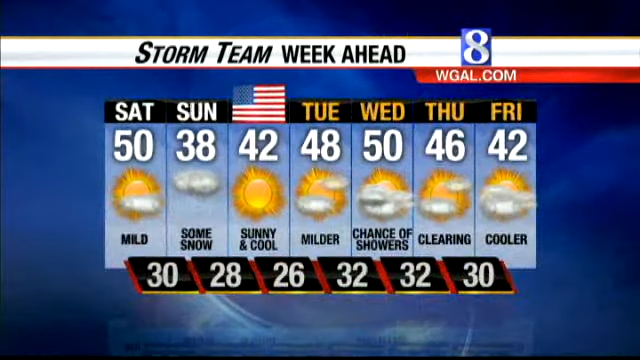 STORM TEAM WEEK AHEAD 8
WGAL.COM
SAT SUN TUE WED THU FRI
50 38 42 48 50 46 42
MILD SOME SNOW SUNNY & COOL MILDER CHANCE OF SHOWERS CLEARING COOLER
30 28 26 32 32 30